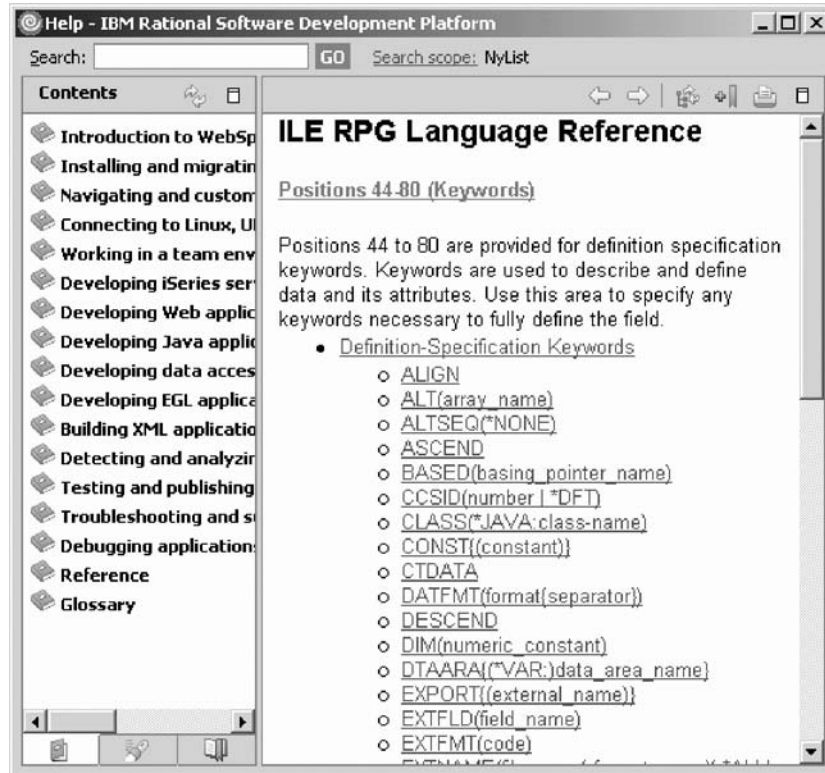 Help - IBM Rational Software Development Platform
Search:
GO
Search scope: NyList
Contents
Introduction to WebSp
Installing and migratin
Navigating and custom
Connecting to Linux, UI
Working in a team env
Developing iSeries ser
Developing Web applic
Developing Java applic
Developing data acces
Developing EGL applica
Building XML applicatio
Detecting and analyzin
Testing and publishing
Troubleshooting and s
Debugging application
Reference
Glossary
ILE RPG Language Reference
Positions 44-80 (Keywords)
Positions 44 to 80 are provided for definition specification
keywords. Keywords are used to describe and define
data and its attributes. Use this area to specify any
keywords necessary to fully define the field.
Definition-Specification Keywords
ALIGN
ALT(array_name)
ALTSEQ(*NONE)
ASCEND
BASED(basing_pointer_name)
CCSID(number | *DFT)
CLASS(*JAVA:class-name)
CONST{(constant)}
CTDATA
DATFMT(format{separator})
DESCEND
DIM(numeric_constant)
DTAARA{(*VAR:)data_area_name}
EXPORT{(external_name)}
EXTFLD(field_name)
EXTFMT(code)